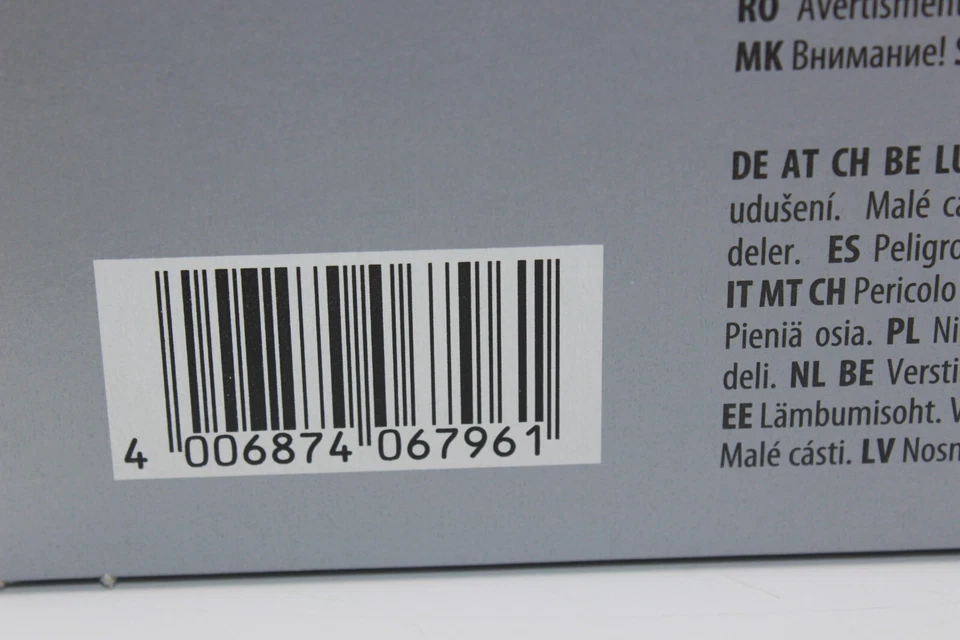 RO Avertisment
MK Внимание!
DE AT CH BE LU
udušení. Malé
deler. ES Peligro
IT MT CH Pericolo
Pieniä osia. PL
deli. NL BE
EE Lämbumisoht.
Malé cásti. LV
4 006874 067961